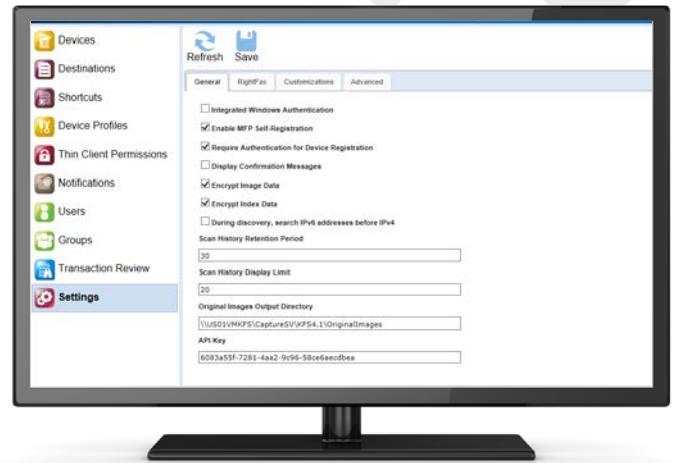 Devices
Destinations
Shortcuts
Device Profiles
Thin Client Permissions
Notifications
Users
Groups
Transaction Review
Settings
Refresh Save
General RightFax Customizations Advanced
Integrated Windows Authentication
Enable MFP Self-Registration
Require Authentication for Device Registration
Display Confirmation Messages
Encrypt Image Data
Encrypt Index Data
During discovery, search IPv6 addresses before IPv4
Scan History Retention Period
30
Scan History Display Limit
20
Original Images Output Directory
\\US01VMKFS\CaptureSV\KFS4.1\OriginalImages
API Key
6083a55f-7281-4aa2-9c96-58ce6aecdbea